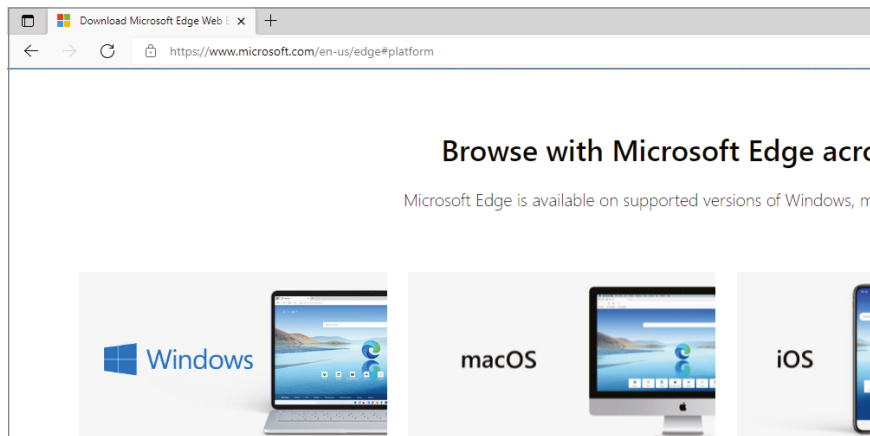 Download Microsoft Edge Web
https://www.microsoft.com/en-us/edge#platform
Browse with Microsoft Edge acro
Microsoft Edge is available on supported versions of Windows, m
Windows
macOS
iOS